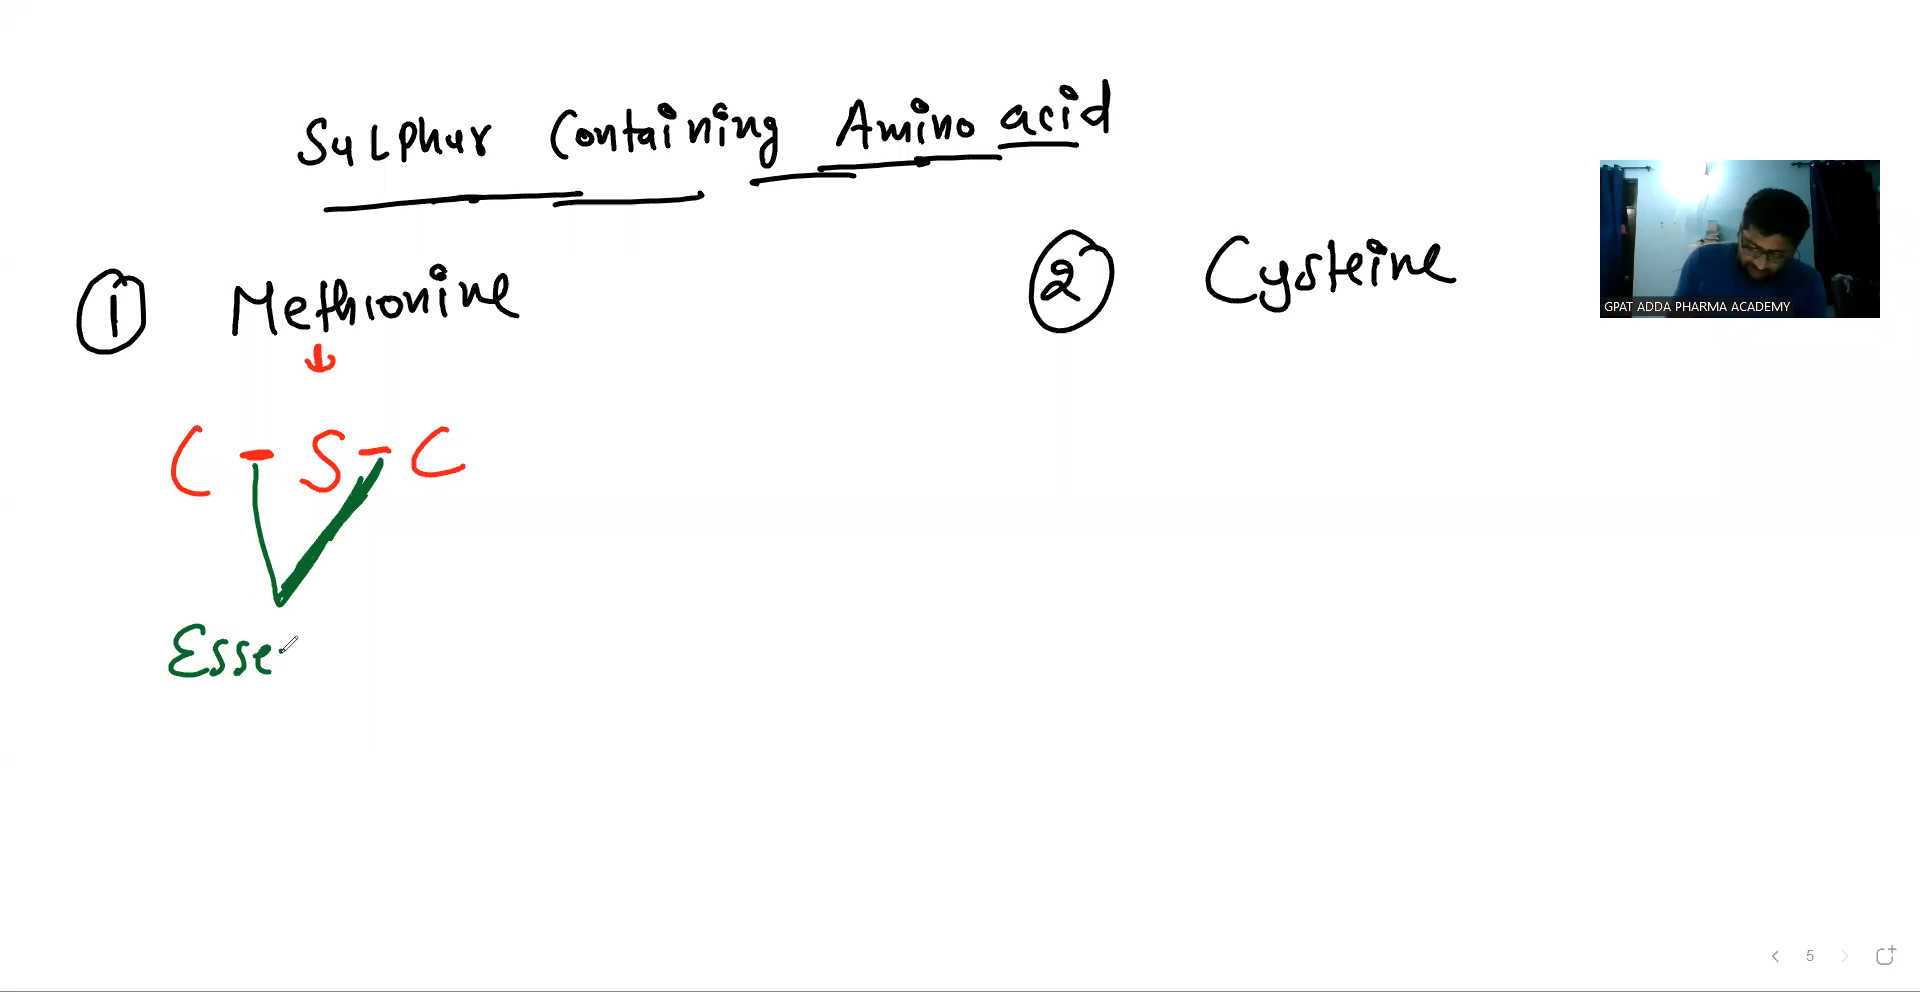 Sulphur Containing Amino acid
① Methionine
② Cysteine
GPAT ADDA PHARMA ACADEMY
↓
C - S - C
Esse
5